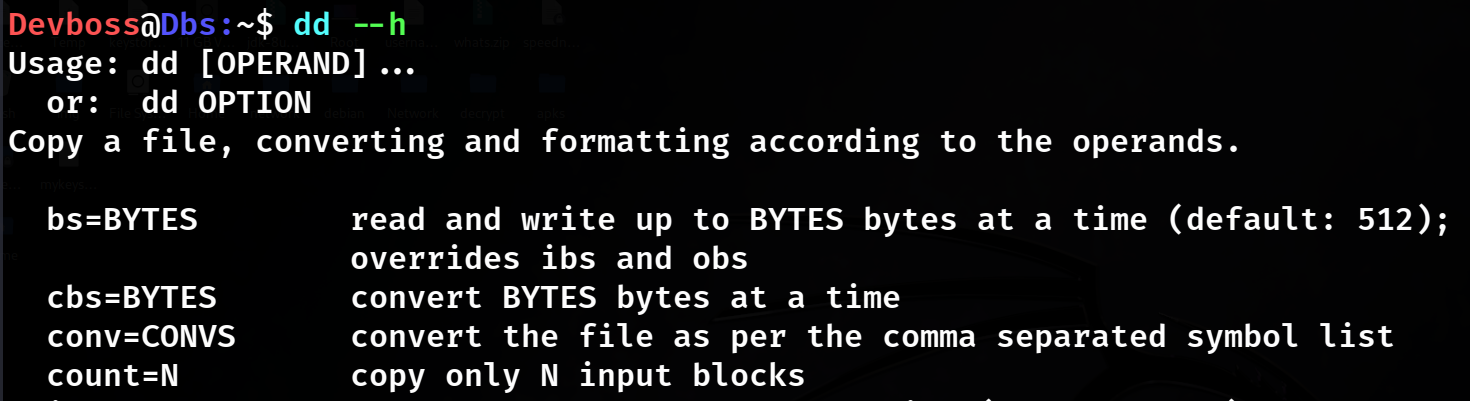 Devboss@Dbs:~$ dd --h
Usage: dd [OPERAND]...
  or:  dd OPTION
Copy a file, converting and formatting according to the operands.

  bs=BYTES        read and write up to BYTES bytes at a time (default: 512);
                  overrides ibs and obs
  cbs=BYTES       convert BYTES bytes at a time
  conv=CONVS      convert the file as per the comma separated symbol list
  count=N         copy only N input blocks